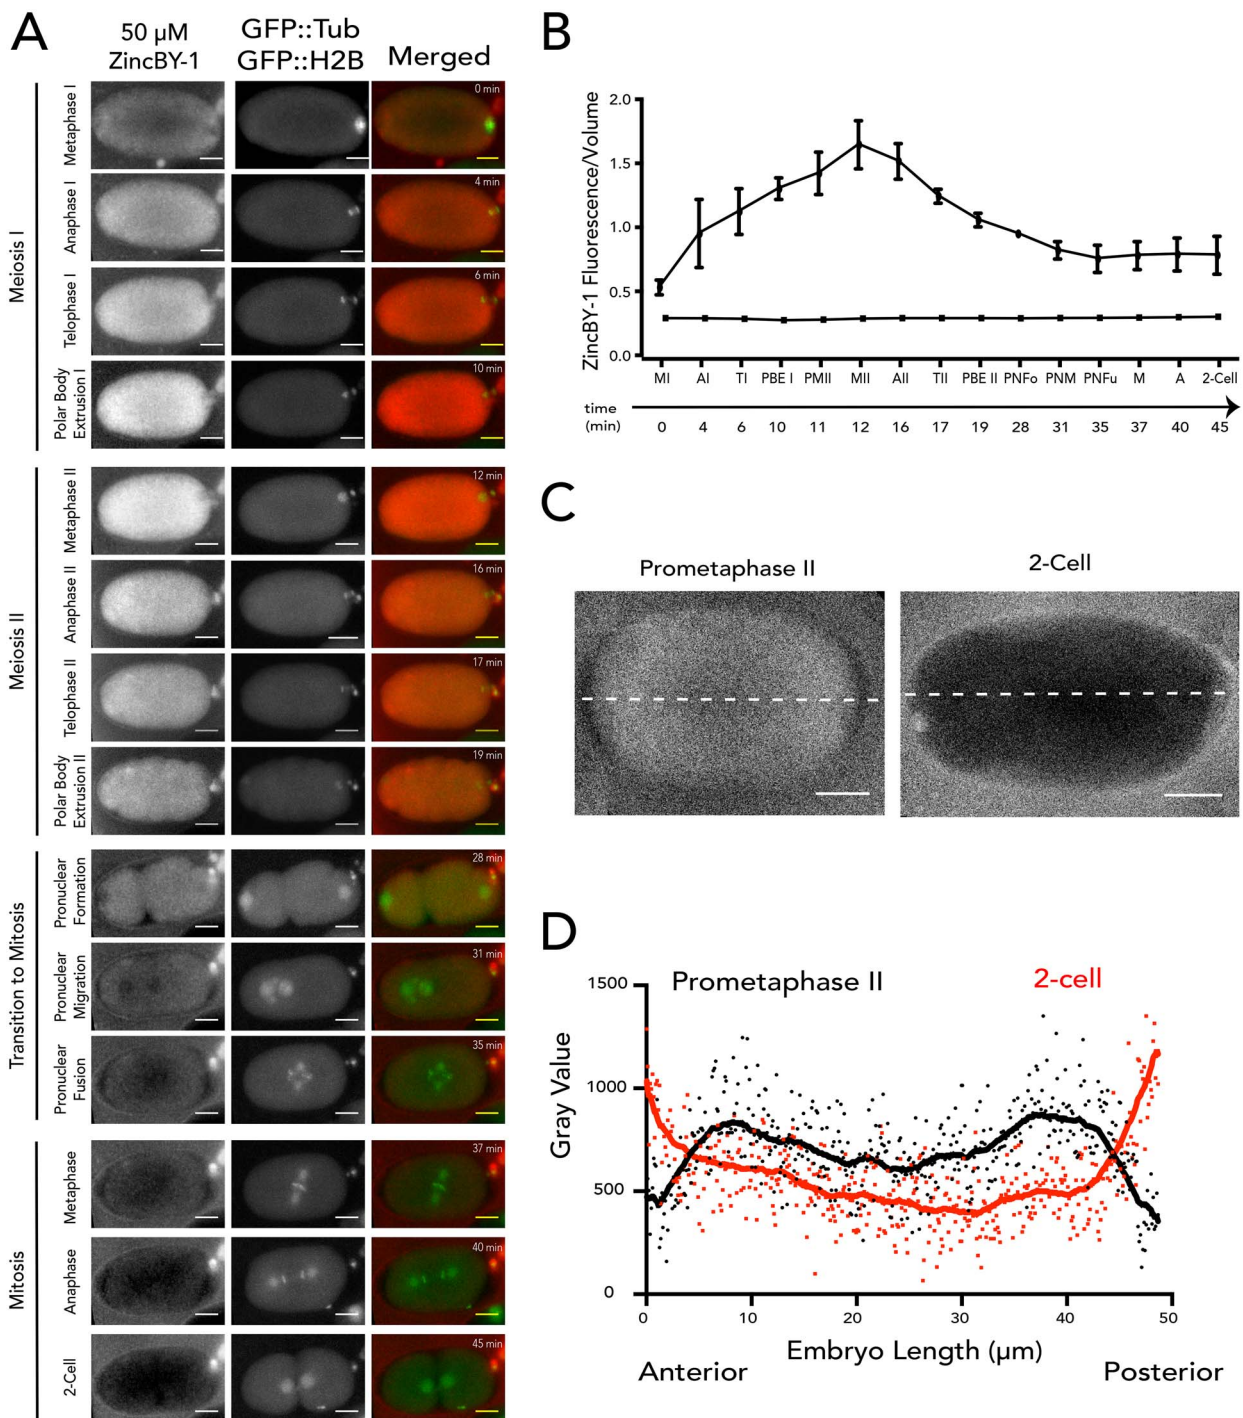 A
50 µM
ZincBY-1
GFP::Tub
GFP::H2B
Merged
Meiosis I
Metaphase I
0 min
Anaphase I
4 min
Telophase I
6 min
Polar Body
Extrusion I
10 min
Meiosis II
Metaphase II
12 min
Anaphase II
16 min
Telophase II
17 min
Polar Body
Extrusion II
19 min
Transition to Mitosis
Pronuclear
Formation
28 min
Pronuclear
Migration
31 min
Pronuclear
Fusion
35 min
Mitosis
Metaphase
37 min
Anaphase
40 min
2-Cell
45 min
B
ZincBY-1 Fluorescence/Volume
2.0
1.5
1.0
0.5
0.0
MI AI TI PBE I PMII MII AII TII PBE II PNFo PNM PNFu M A 2-Cell
time
(min) 0 4 6 10 11 12 16 17 19 28 31 35 37 40 45
C
Prometaphase II
2-Cell
D
Prometaphase II
2-cell
Gray Value
1500
1000
500
0
0 10 20 30 40 50
Embryo Length (µm)
Anterior
Posterior